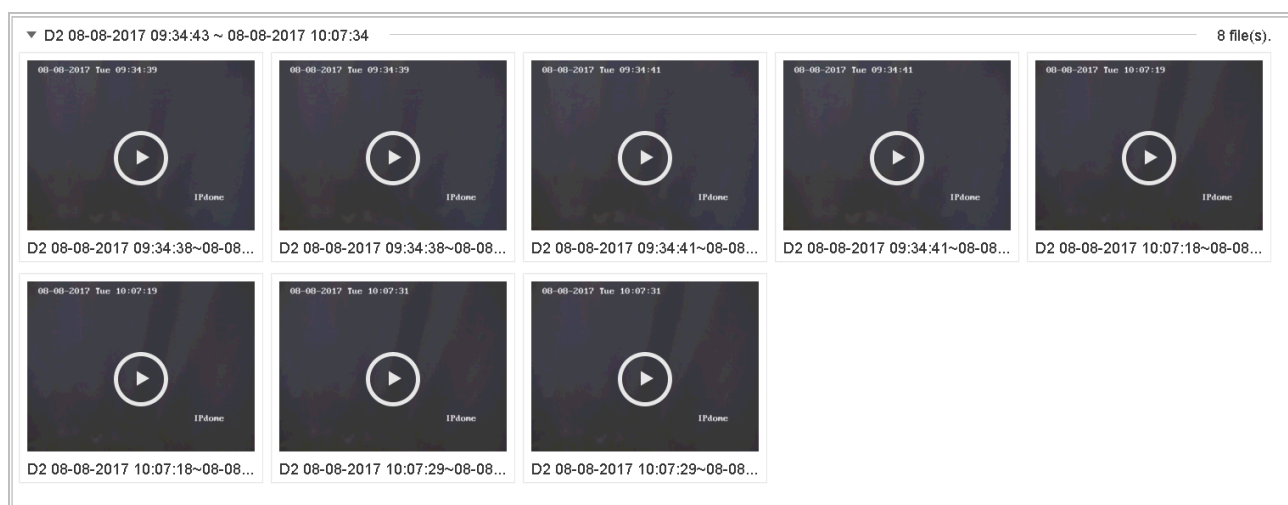 D2 08-08-2017 09:34:43 ~ 08-08-2017 10:07:34 8 file(s).
08-08-2017 Tue 09:34:39
IPdome
D2 08-08-2017 09:34:38~08-08...
08-08-2017 Tue 09:34:39
IPdome
D2 08-08-2017 09:34:38~08-08...
08-08-2017 Tue 09:34:41
IPdome
D2 08-08-2017 09:34:41~08-08...
08-08-2017 Tue 09:34:41
IPdome
D2 08-08-2017 09:34:41~08-08...
08-08-2017 Tue 10:07:19
IPdome
D2 08-08-2017 10:07:18~08-08...
08-08-2017 Tue 10:07:19
IPdome
D2 08-08-2017 10:07:18~08-08...
08-08-2017 Tue 10:07:31
IPdome
D2 08-08-2017 10:07:29~08-08...
08-08-2017 Tue 10:07:31
IPdome
D2 08-08-2017 10:07:29~08-08...